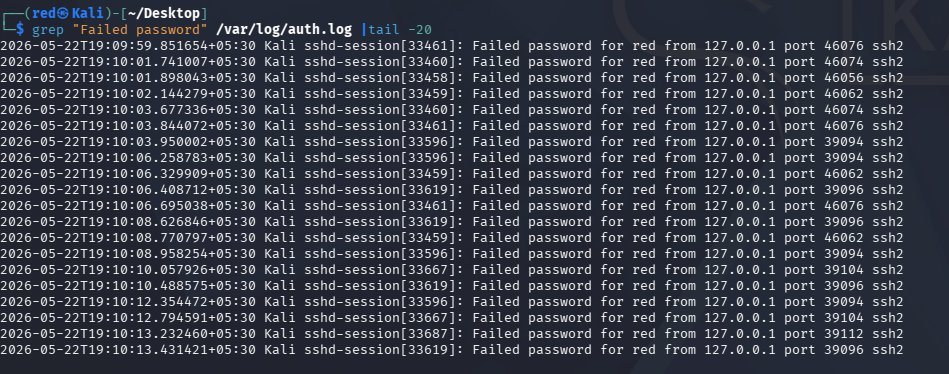 ┌──(red㉿Kali)-[~/Desktop]
└─$ grep "Failed password" /var/log/auth.log |tail -20
2026-05-22T19:09:59.851654+05:30 Kali sshd-session[33461]: Failed password for red from 127.0.0.1 port 46076 ssh2
2026-05-22T19:10:01.741007+05:30 Kali sshd-session[33460]: Failed password for red from 127.0.0.1 port 46074 ssh2
2026-05-22T19:10:01.898043+05:30 Kali sshd-session[33458]: Failed password for red from 127.0.0.1 port 46056 ssh2
2026-05-22T19:10:02.144279+05:30 Kali sshd-session[33459]: Failed password for red from 127.0.0.1 port 46062 ssh2
2026-05-22T19:10:03.677336+05:30 Kali sshd-session[33460]: Failed password for red from 127.0.0.1 port 46074 ssh2
2026-05-22T19:10:03.844072+05:30 Kali sshd-session[33461]: Failed password for red from 127.0.0.1 port 46076 ssh2
2026-05-22T19:10:03.950002+05:30 Kali sshd-session[33596]: Failed password for red from 127.0.0.1 port 39094 ssh2
2026-05-22T19:10:06.258783+05:30 Kali sshd-session[33596]: Failed password for red from 127.0.0.1 port 39094 ssh2
2026-05-22T19:10:06.329909+05:30 Kali sshd-session[33459]: Failed password for red from 127.0.0.1 port 46062 ssh2
2026-05-22T19:10:06.408712+05:30 Kali sshd-session[33619]: Failed password for red from 127.0.0.1 port 39096 ssh2
2026-05-22T19:10:06.695038+05:30 Kali sshd-session[33461]: Failed password for red from 127.0.0.1 port 46076 ssh2
2026-05-22T19:10:08.626846+05:30 Kali sshd-session[33619]: Failed password for red from 127.0.0.1 port 39096 ssh2
2026-05-22T19:10:08.770797+05:30 Kali sshd-session[33459]: Failed password for red from 127.0.0.1 port 46062 ssh2
2026-05-22T19:10:08.958254+05:30 Kali sshd-session[33596]: Failed password for red from 127.0.0.1 port 39094 ssh2
2026-05-22T19:10:10.057926+05:30 Kali sshd-session[33667]: Failed password for red from 127.0.0.1 port 39104 ssh2
2026-05-22T19:10:10.488575+05:30 Kali sshd-session[33619]: Failed password for red from 127.0.0.1 port 39096 ssh2
2026-05-22T19:10:12.354472+05:30 Kali sshd-session[33596]: Failed password for red from 127.0.0.1 port 39094 ssh2
2026-05-22T19:10:12.794591+05:30 Kali sshd-session[33667]: Failed password for red from 127.0.0.1 port 39104 ssh2
2026-05-22T19:10:13.232460+05:30 Kali sshd-session[33687]: Failed password for red from 127.0.0.1 port 39112 ssh2
2026-05-22T19:10:13.431421+05:30 Kali sshd-session[33619]: Failed password for red from 127.0.0.1 port 39096 ssh2